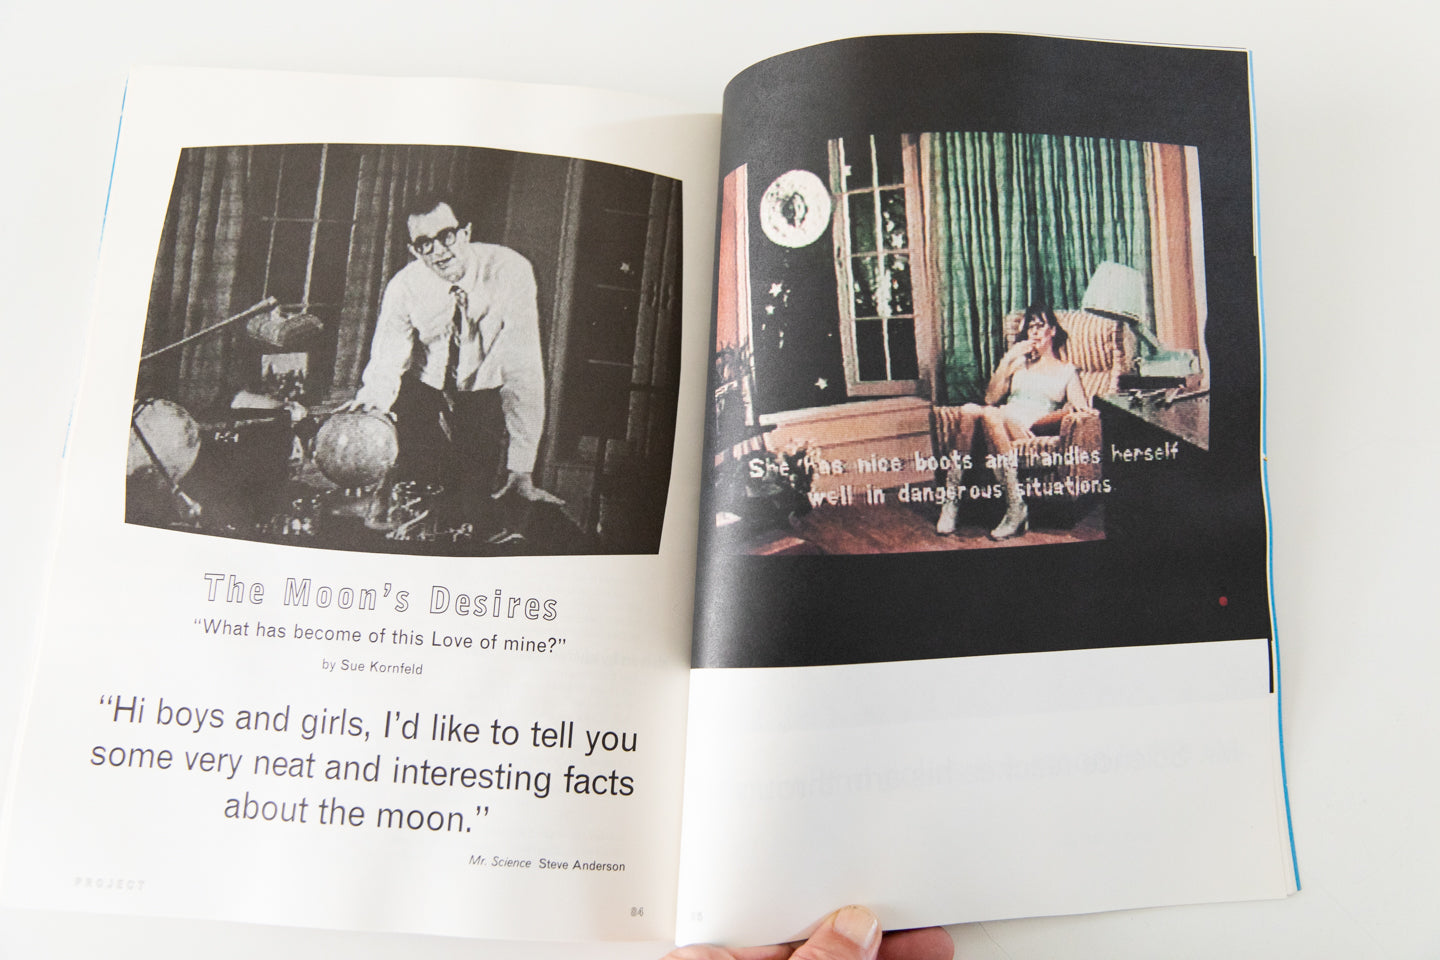 The Moon's Desires
“What has become of this Love of mine?”
by Sue Kornfeld
“Hi boys and girls, I’d like to tell you
some very neat and interesting facts
about the moon.”
Mr. Science Steve Anderson
PROJECT
84
She has nice boots and handles herself
well in dangerous situations